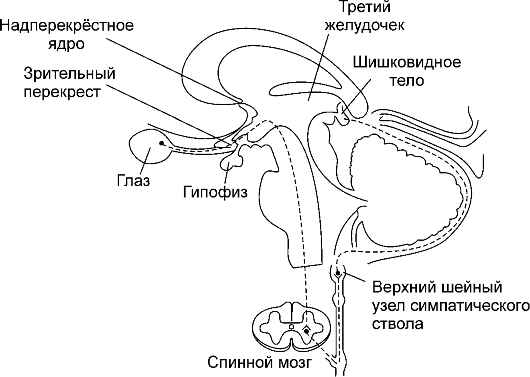 Надперекрёстное
ядро
Зрительный
перекрест
Третий
желудочек
Шишковидное
тело
Глаз
Гипофиз
Верхний шейный
узел симпатического
ствола
Спинной мозг